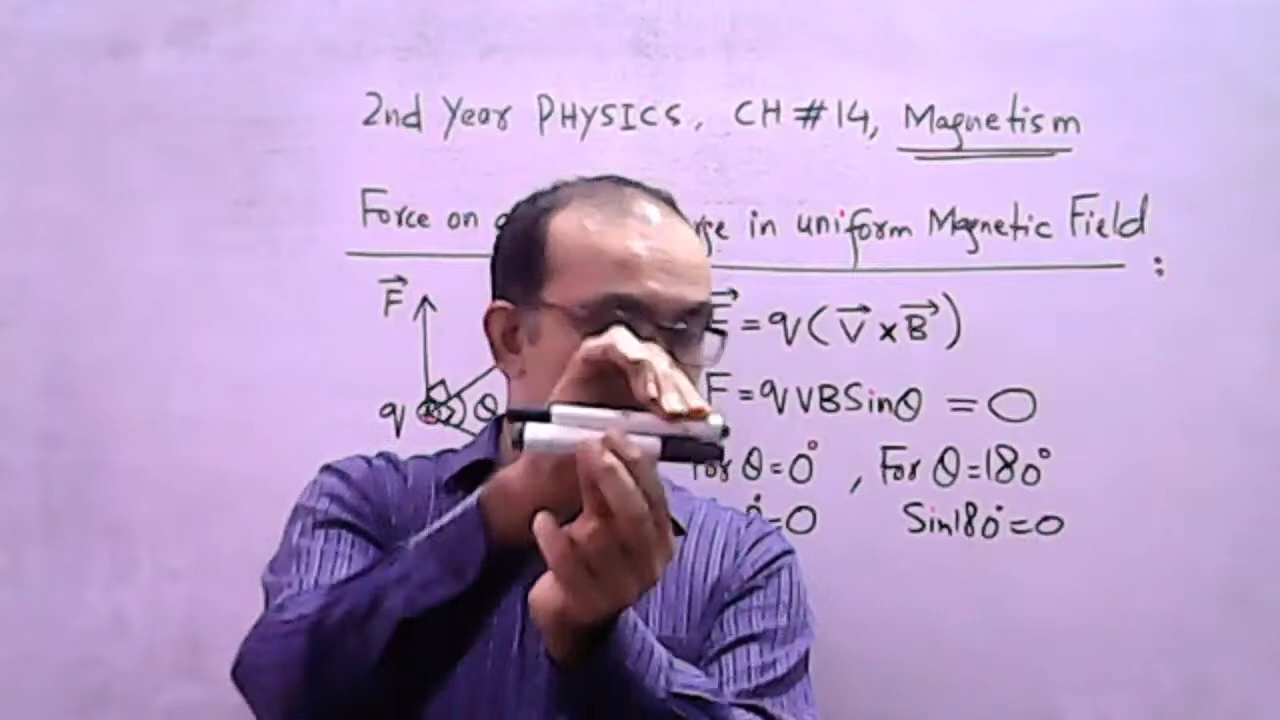 2nd Year PHYSICS, CH #14, Magnetism
Force on in uniform Magnetic Field :
F = q(V x B)
q θ
F = qVBSinθ = 0
θ = 0° , For θ = 180°
= 0 Sin180° = 0